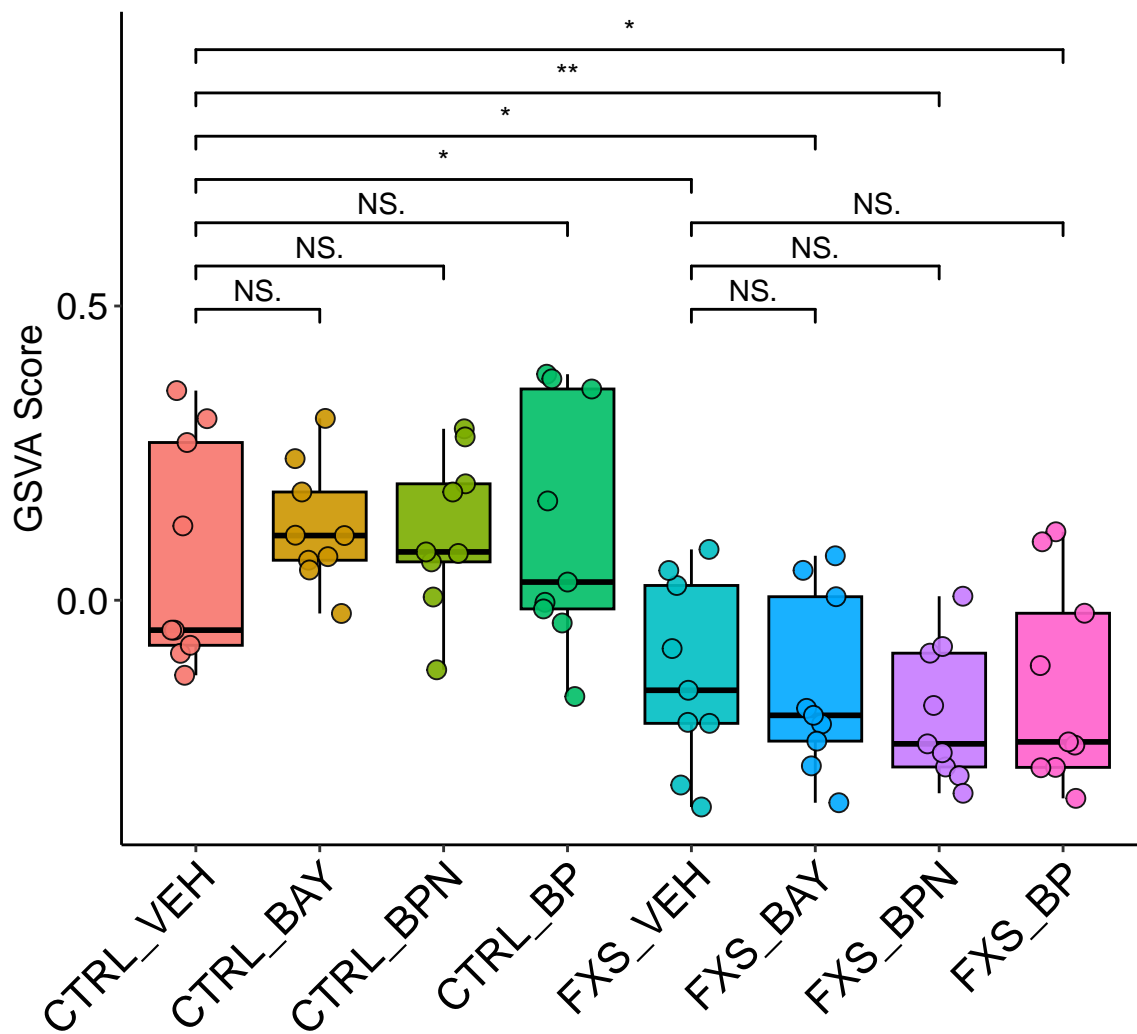 *
**
*
*
NS.
NS.
NS.
NS.
NS.
NS.
GSVA Score
0.5
0.0
CTRL_VEH
CTRL_BAY
CTRL_BPN
CTRL_BP
FXS_VEH
FXS_BAY
FXS_BPN
FXS_BP